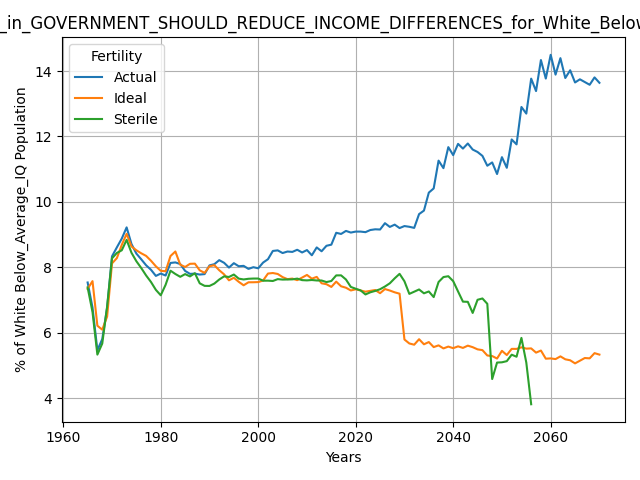 _in_GOVERNMENT_SHOULD_REDUCE_INCOME_DIFFERENCES_for_White_Below
Fertility
Actual
Ideal
Sterile
% of White Below_Average_IQ Population
14
12
10
8
6
4
1960 1980 2000 2020 2040 2060
Years